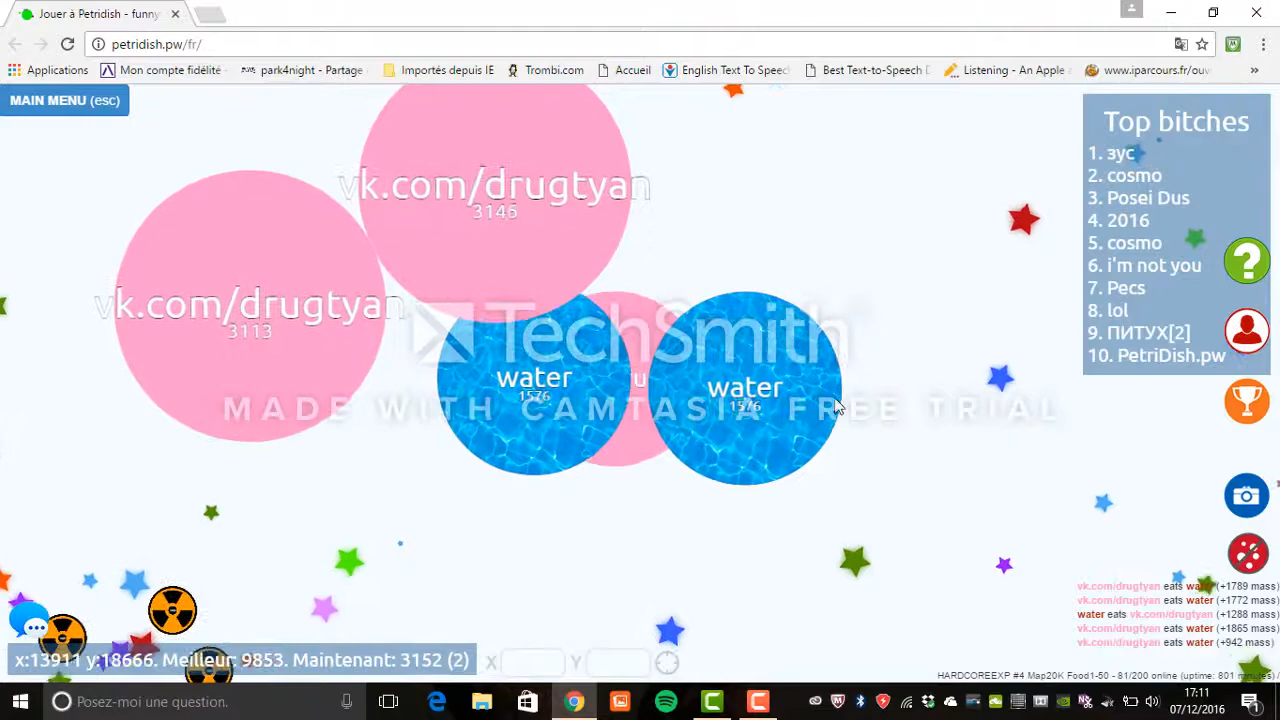 Jouer à Petridish - funny
petridish.pw/fr/
Applications
Mon compte fidélité
park4night - Partage
Importés depuis IE
Trombi.com
Accueil
English Text To Speech
Best Text-to-Speech D
Listening - An Apple a
www.iparcours.fr/ouv
MAIN MENU (esc)
Top bitches
1. зус
2. cosmo
3. Posei Dus
4. 2016
5. cosmo
6. i'm not you
7. Pecs
8. lol
9. ПИТУХ[2]
10. PetriDish.pw
vk.com/drugtyan
3146
vk.com/drugtyan
3113
TechSmith
water
1576
water
1576
MADE WITH CAMTASIA FREE TRIAL
vk.com/drugtyan eats water (+1789 mass)
vk.com/drugtyan eats water (+1772 mass)
water eats vk.com/drugtyan (+1288 mass)
vk.com/drugtyan eats water (+1865 mass)
vk.com/drugtyan eats water (+942 mass)
x:13911 y:18666. Meilleur: 9853. Maintenant: 3152 (2)
X
Y
HARDCOREEXP #4 Map20K Food1-50 - 81/200 online (uptime: 801 minutes)
Posez-moi une question.
17:11
07/12/2016